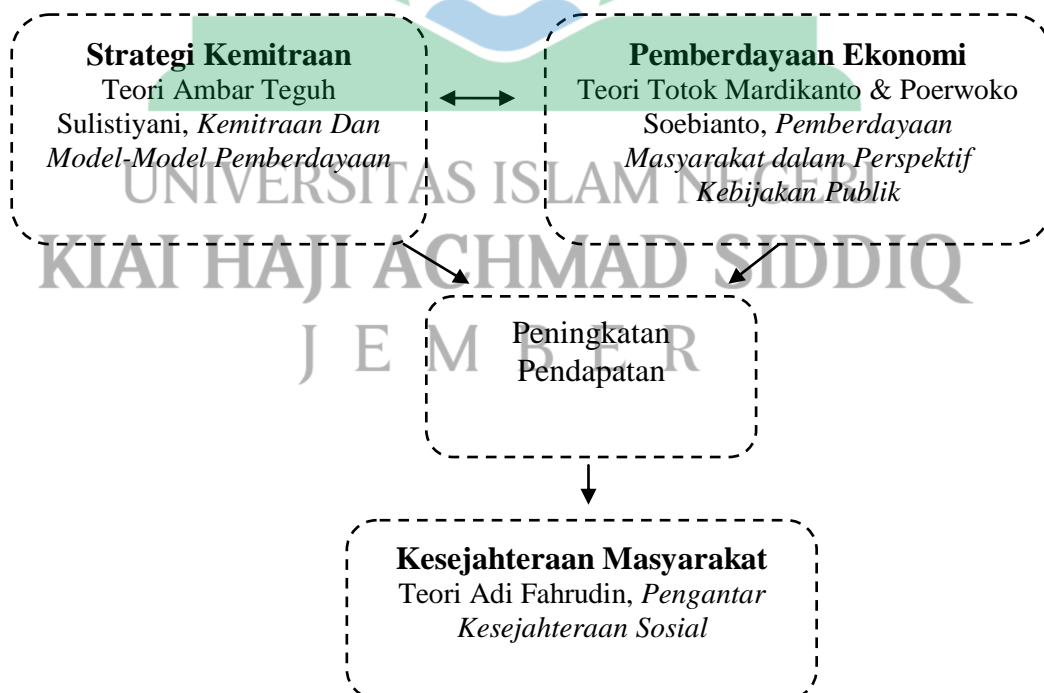 Strategi Kemitraan
Teori Ambar Teguh
Sulistiyani, Kemitraan Dan
Model-Model Pemberdayaan
Pemberdayaan Ekonomi
Teori Totok Mardikanto & Poerwoko
Soebianto, Pemberdayaan
Masyarakat dalam Perspektif
Kebijakan Publik
UNIVERSITAS ISLAM NEGERI
KIAI HAJI ACHMAD SIDDIQ
JEMBER
Peningkatan
Pendapatan
Kesejahteraan Masyarakat
Teori Adi Fahrudin, Pengantar
Kesejahteraan Sosial